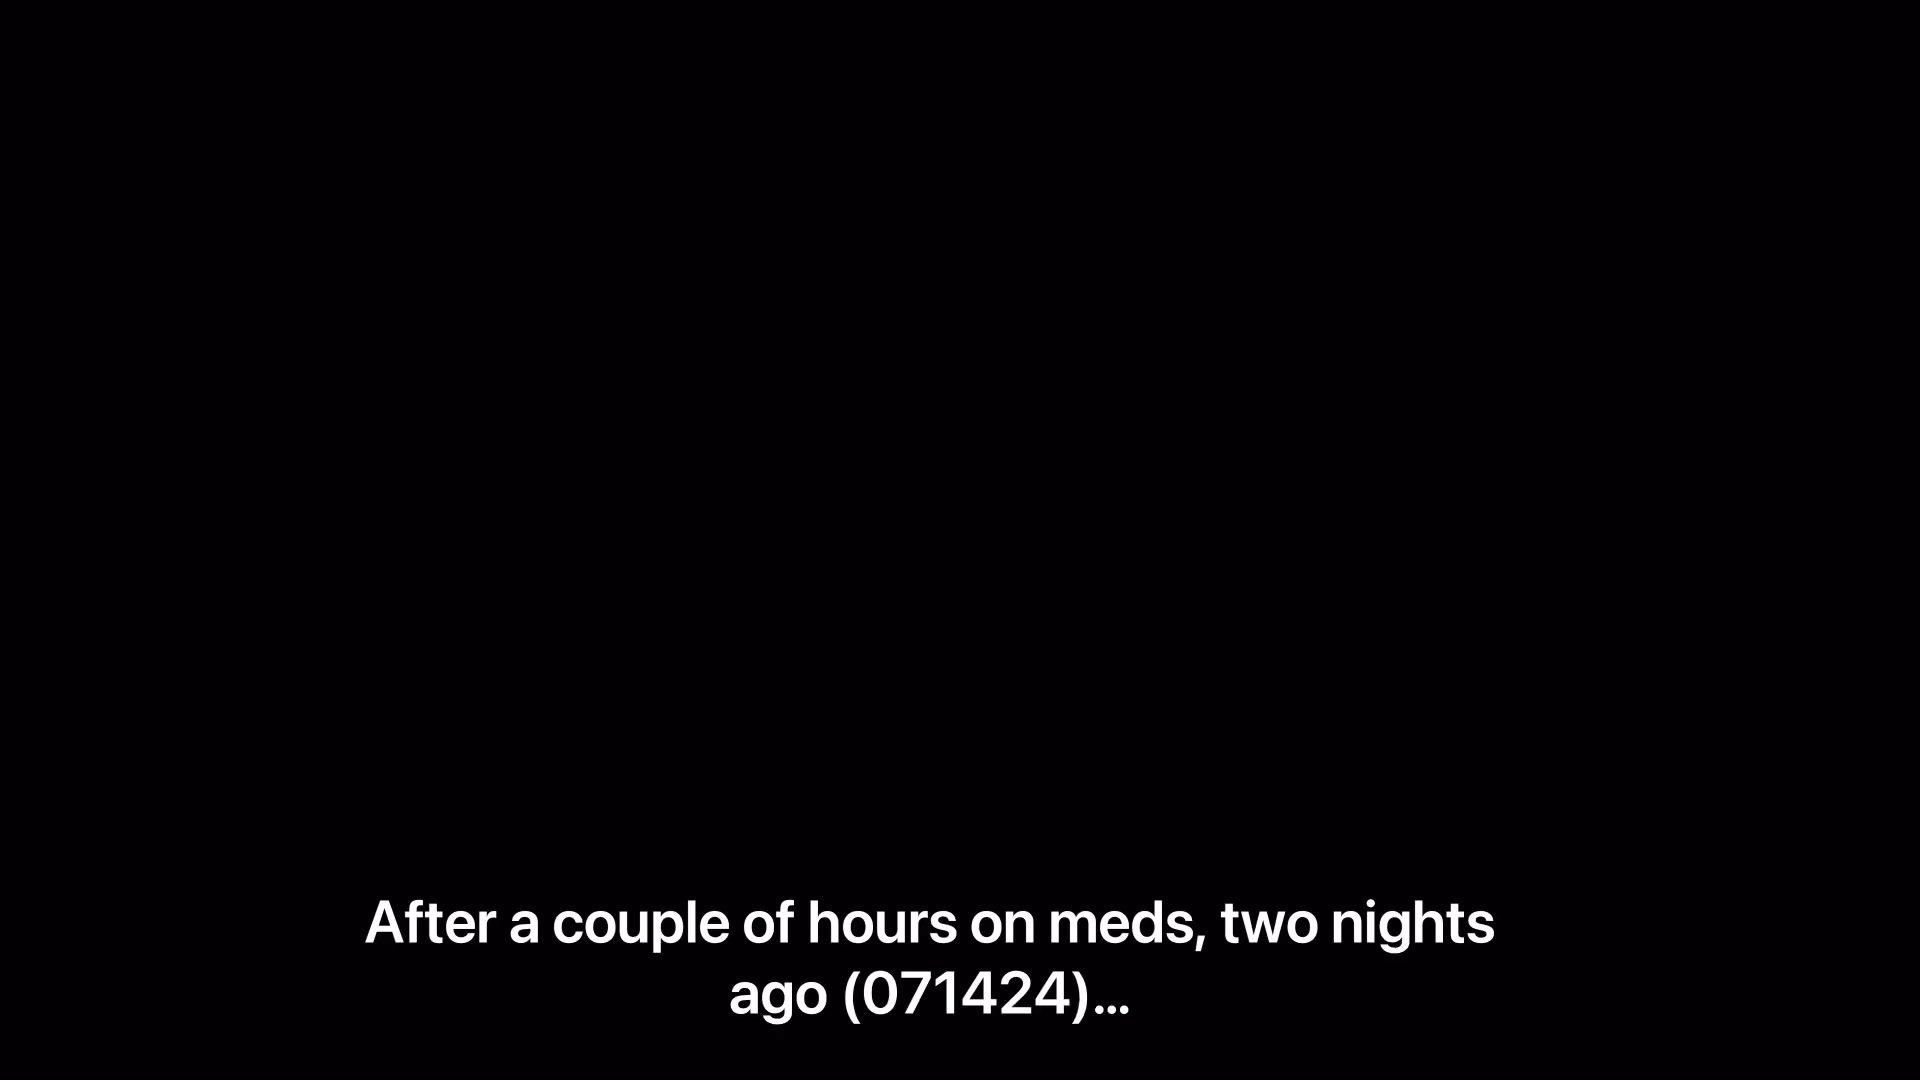 After a couple of hours on meds, two nights
ago (071424)...